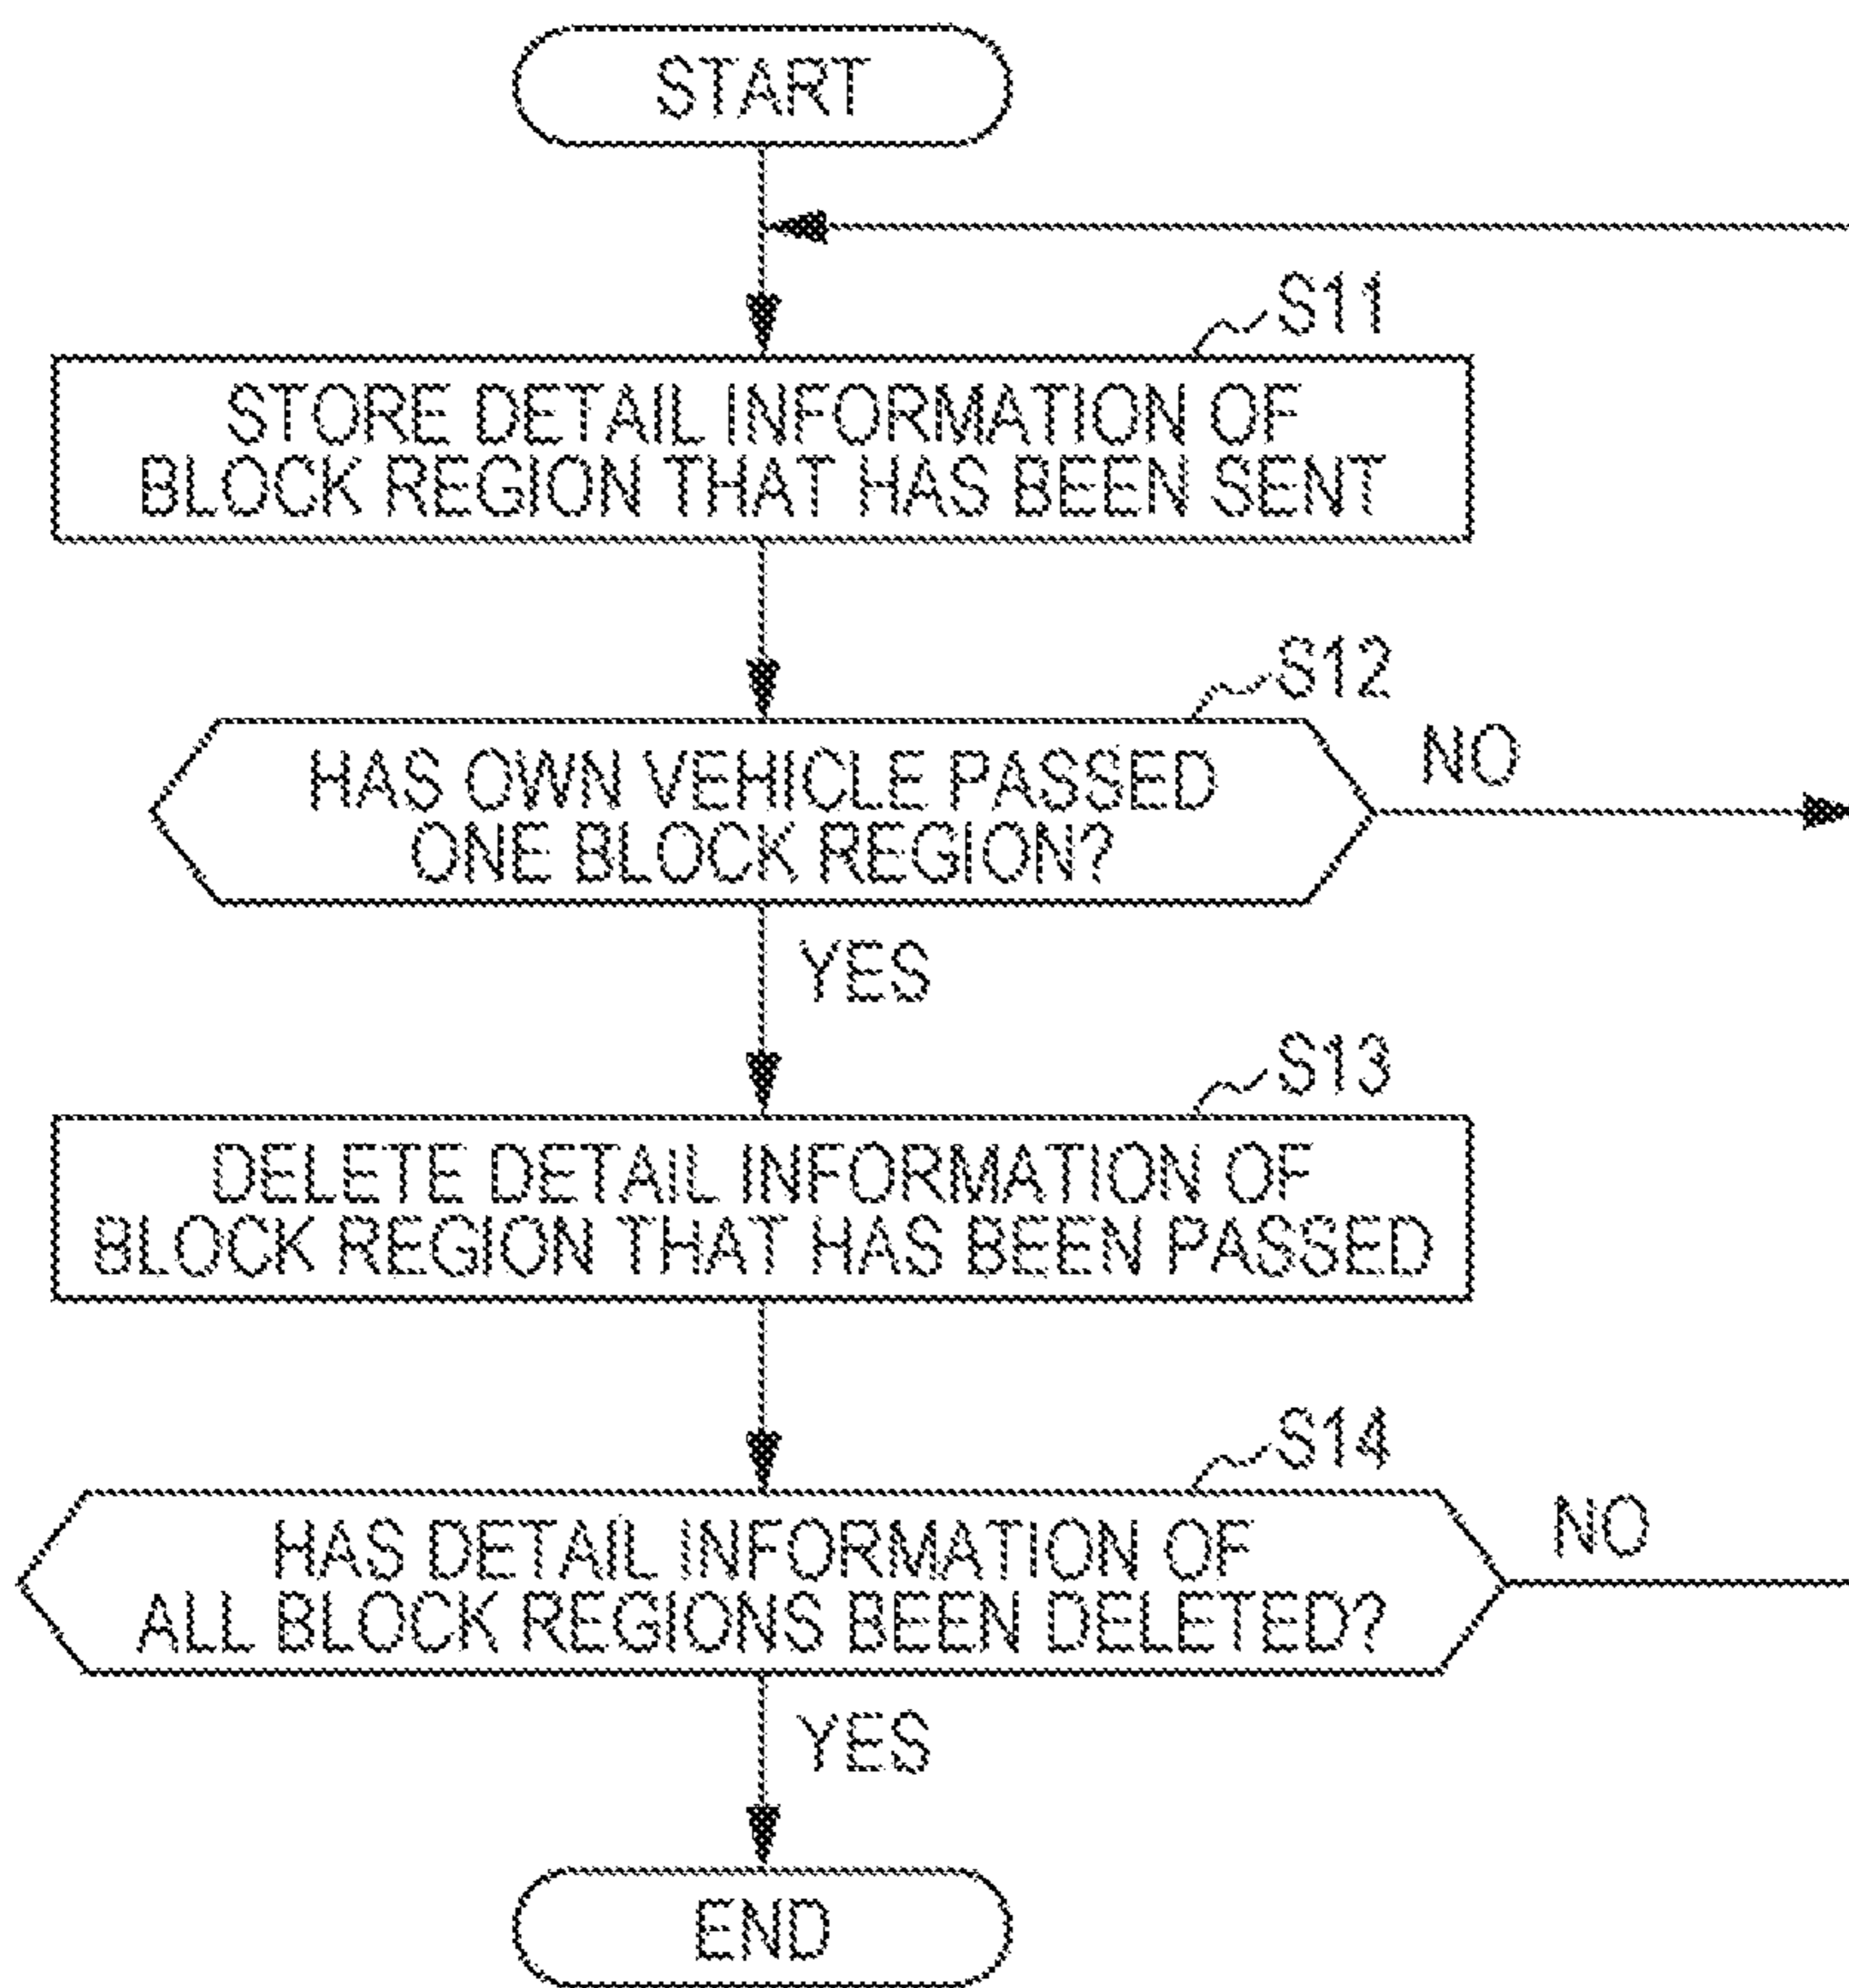 START
S11
STORE DETAIL INFORMATION OF
BLOCK REGION THAT HAS BEEN SENT
S12
HAS OWN VEHICLE PASSED
ONE BLOCK REGION?
NO
YES
S13
DELETE DETAIL INFORMATION OF
BLOCK REGION THAT HAS BEEN PASSED
S14
HAS DETAIL INFORMATION OF
ALL BLOCK REGIONS BEEN DELETED?
NO
YES
END